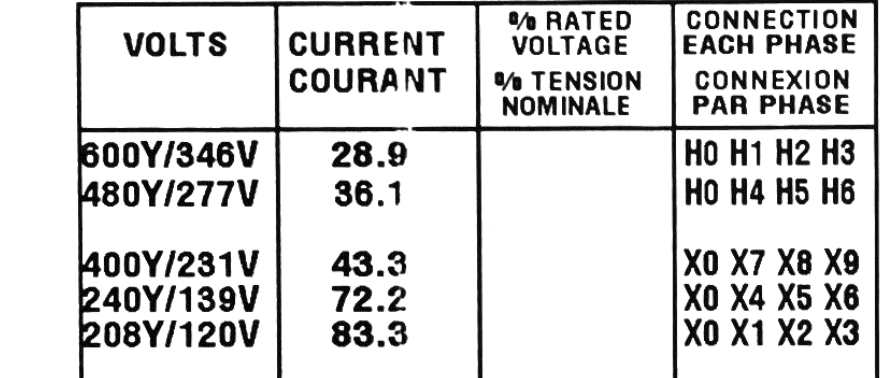 VOLTS
CURRENT
COURANT
% RATED
VOLTAGE
% TENSION
NOMINALE
CONNECTION
EACH PHASE
CONNEXION
PAR PHASE
600Y/346V 28.9 H0 H1 H2 H3
480Y/277V 36.1 H0 H4 H5 H6
400Y/231V 43.3 X0 X7 X8 X9
240Y/139V 72.2 X0 X4 X5 X6
208Y/120V 83.3 X0 X1 X2 X3